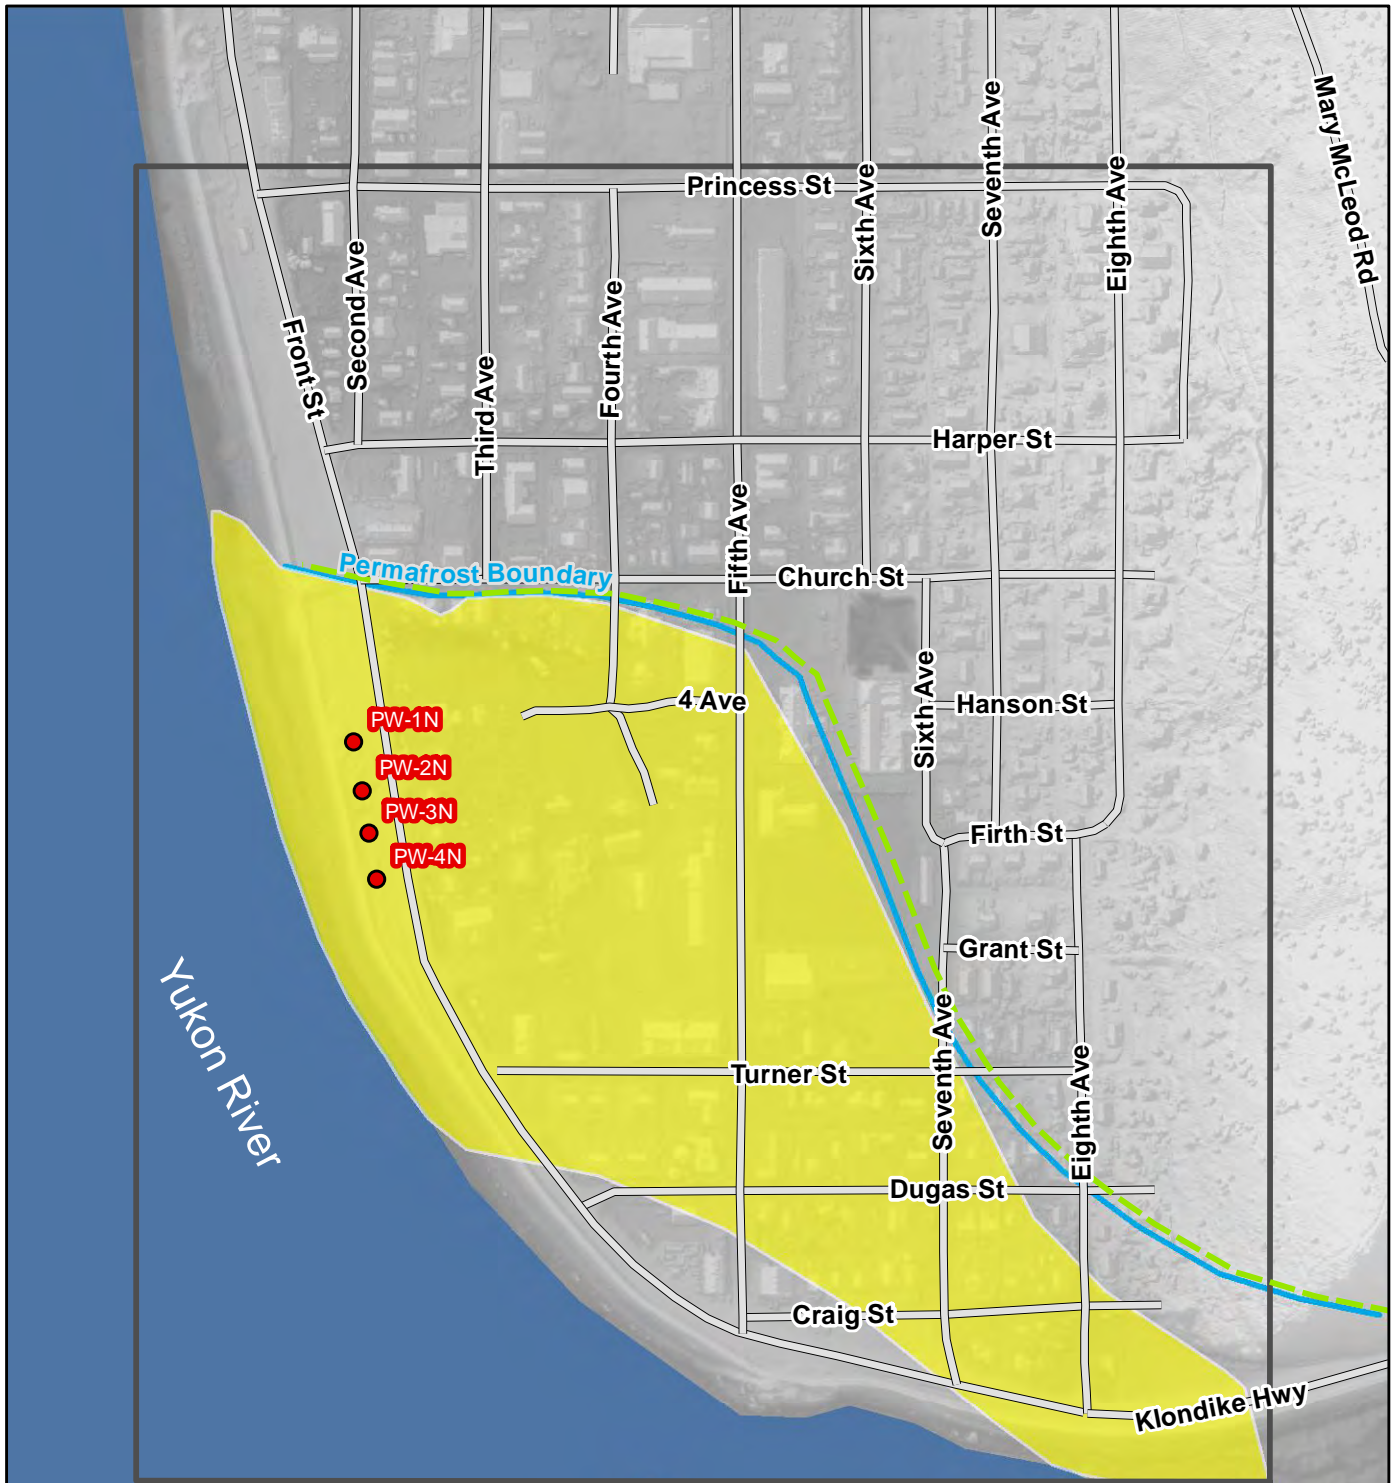 Mary McLeod Rd
Seventh Ave
Eighth Ave
Sixth Ave
Princess St
Second Ave
Fourth Ave
Front St
Third Ave
Harper St
Fifth Ave
Permafrost Boundary
Church St
Sixth Ave
4 Ave
Hanson St
PW-1N
PW-2N
PW-3N
Firth St
PW-4N
Grant St
Yukon River
Seventh Ave
Turner St
Eighth Ave
Dugas St
Craig St
Klondike Hwy